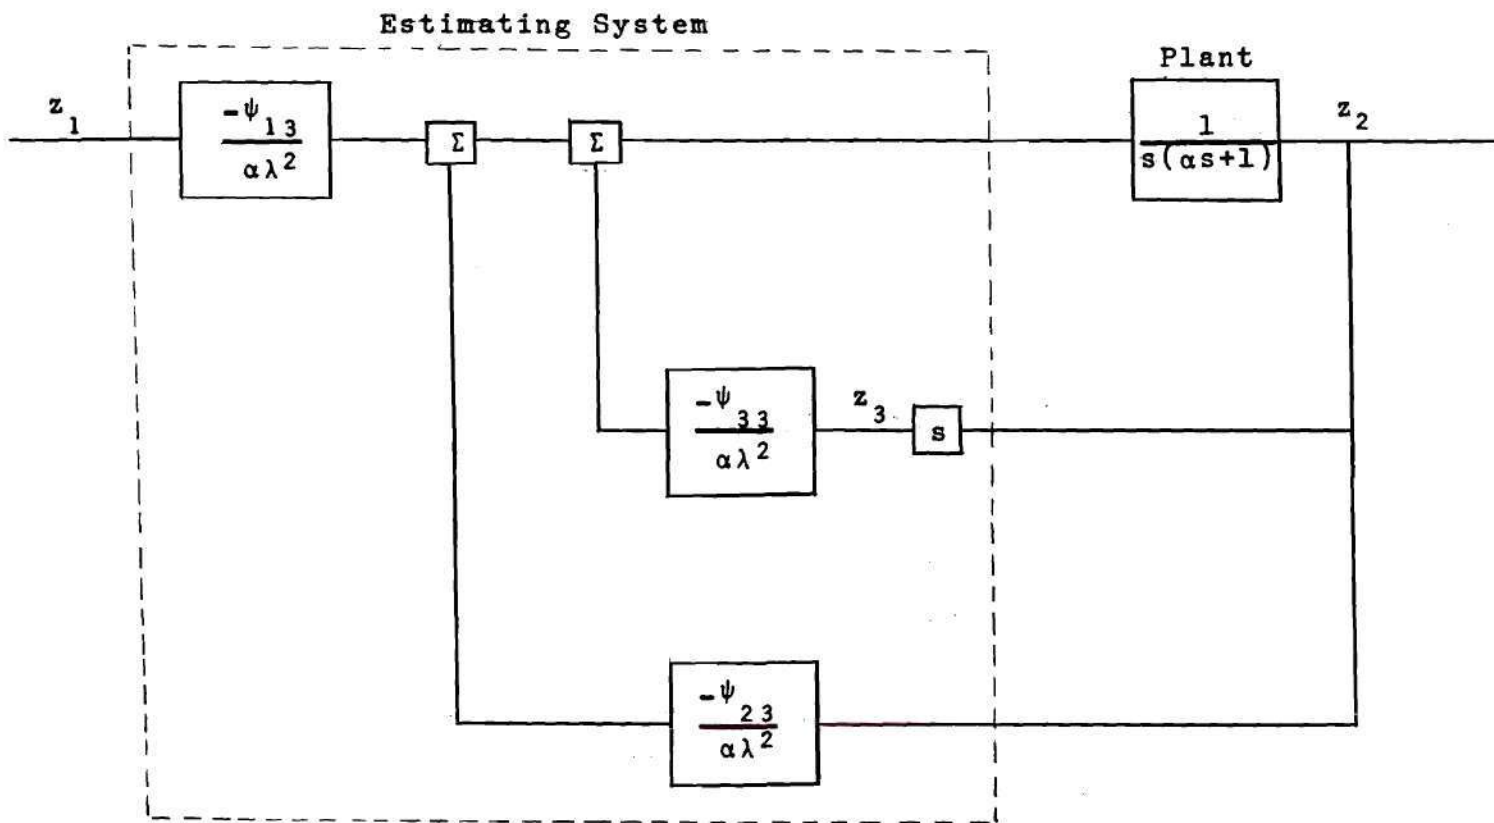 Estimating System
Plant
z₁
-ψ₁₃
αλ²
Σ
Σ
1
s(αs+1)
z₂
-ψ₃₃
αλ²
z₃
s
-ψ₂₃
αλ²